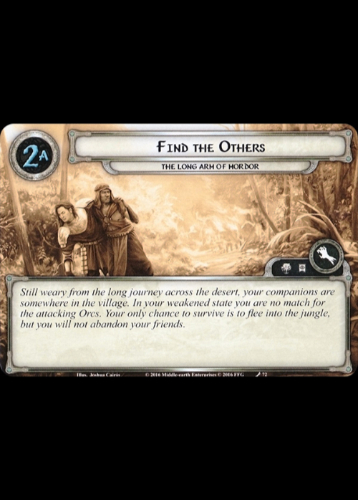 2A
FIND THE OTHERS
THE LONG ARM OF MORDOR
Still weary from the long journey across the desert, your companions are
somewhere in the village. In your weakened state you are no match for
the attacking Orcs. Your only chance to survive is to flee into the jungle,
but you will not abandon your friends.
Illus. Joshua Cairós © 2016 Middle-earth Enterprises © 2016 FFG 72